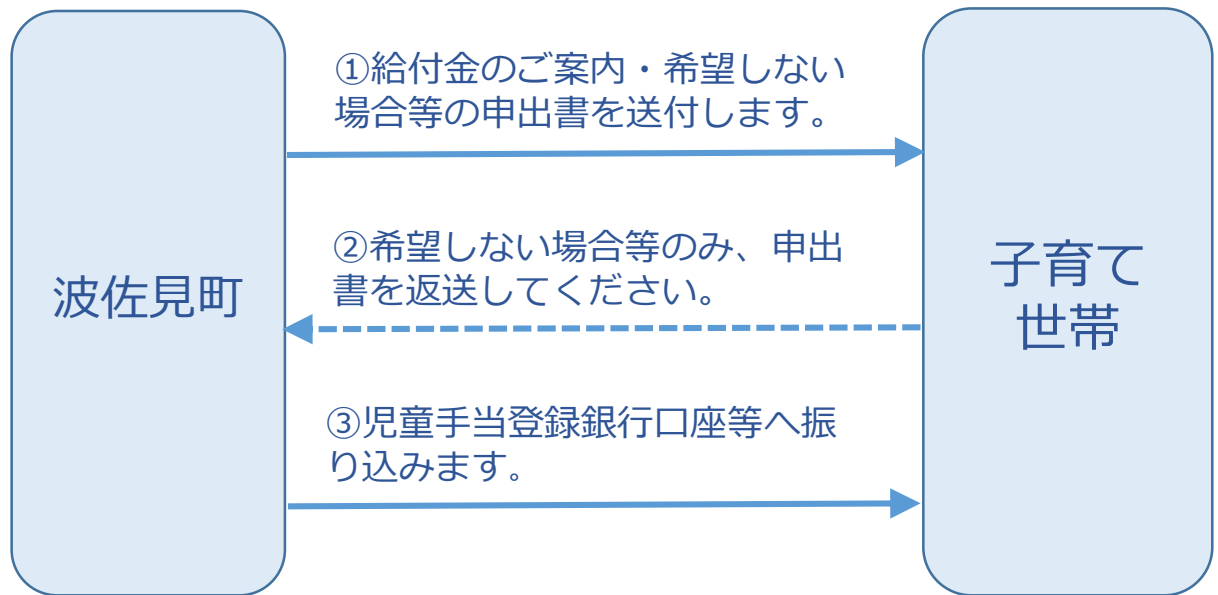 ①給付金のご案内・希望しない
場合等の申出書を送付します。
②希望しない場合等のみ、申出
書を返送してください。
波佐見町
子育て
世帯
③児童手当登録銀行口座等へ振
り込みます。